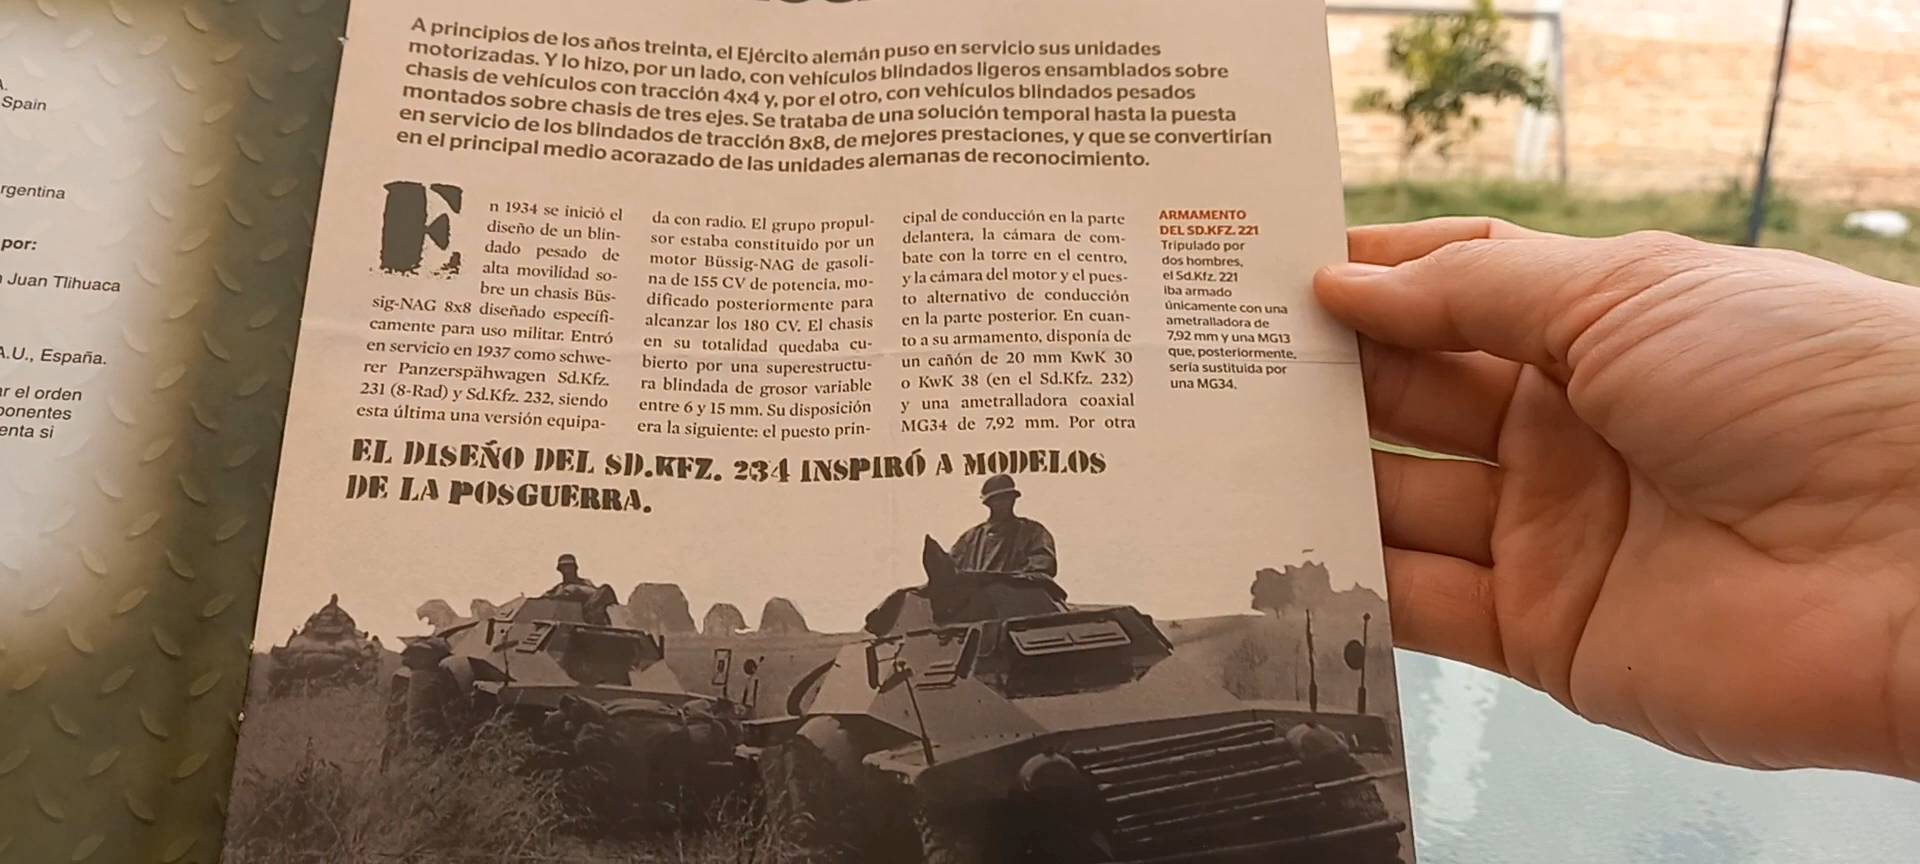 Spain
rgentina
por:
Juan Tlihuaca
A.U., España.
ar el orden
ponentes
enta si
A principios de los años treinta, el Ejército alemán puso en servicio sus unidades
motorizadas. Y lo hizo, por un lado, con vehículos blindados ligeros ensamblados sobre
chasis de vehículos con tracción 4x4 y, por el otro, con vehículos blindados pesados
montados sobre chasis de tres ejes. Se trataba de una solución temporal hasta la puesta
en servicio de los blindados de tracción 8x8, de mejores prestaciones, y que se convertirían
en el principal medio acorazado de las unidades alemanas de reconocimiento.
En 1934 se inició el
diseño de un blin-
dado pesado de
alta movilidad so-
bre un chasis Büs-
sig-NAG 8x8 diseñado específi-
camente para uso militar. Entró
en servicio en 1937 como schwe-
rer Panzerspähwagen Sd.Kfz.
231 (8-Rad) y Sd.Kfz. 232, siendo
esta última una versión equipa-
da con radio. El grupo propul-
sor estaba constituido por un
motor Büssig-NAG de gasoli-
na de 155 CV de potencia, mo-
dificado posteriormente para
alcanzar los 180 CV. El chasis
en su totalidad quedaba cu-
bierto por una superestructu-
ra blindada de grosor variable
entre 6 y 15 mm. Su disposición
era la siguiente: el puesto prin-
cipal de conducción en la parte
delantera, la cámara de com-
bate con la torre en el centro,
y la cámara del motor y el pues-
to alternativo de conducción
en la parte posterior. En cuan-
to a su armamento, disponía de
un cañón de 20 mm KwK 30
o KwK 38 (en el Sd.Kfz. 232)
y una ametralladora coaxial
MG34 de 7,92 mm. Por otra
ARMAMENTO
DEL SD.KFZ. 221
Tripulado por
dos hombres,
el Sd.Kfz. 221
iba armado
únicamente con una
ametralladora de
7,92 mm y una MG13
que, posteriormente,
sería sustituida por
una MG34.
EL DISEÑO DEL SD.KFZ. 234 INSPIRÓ A MODELOS
DE LA POSGUERRA.